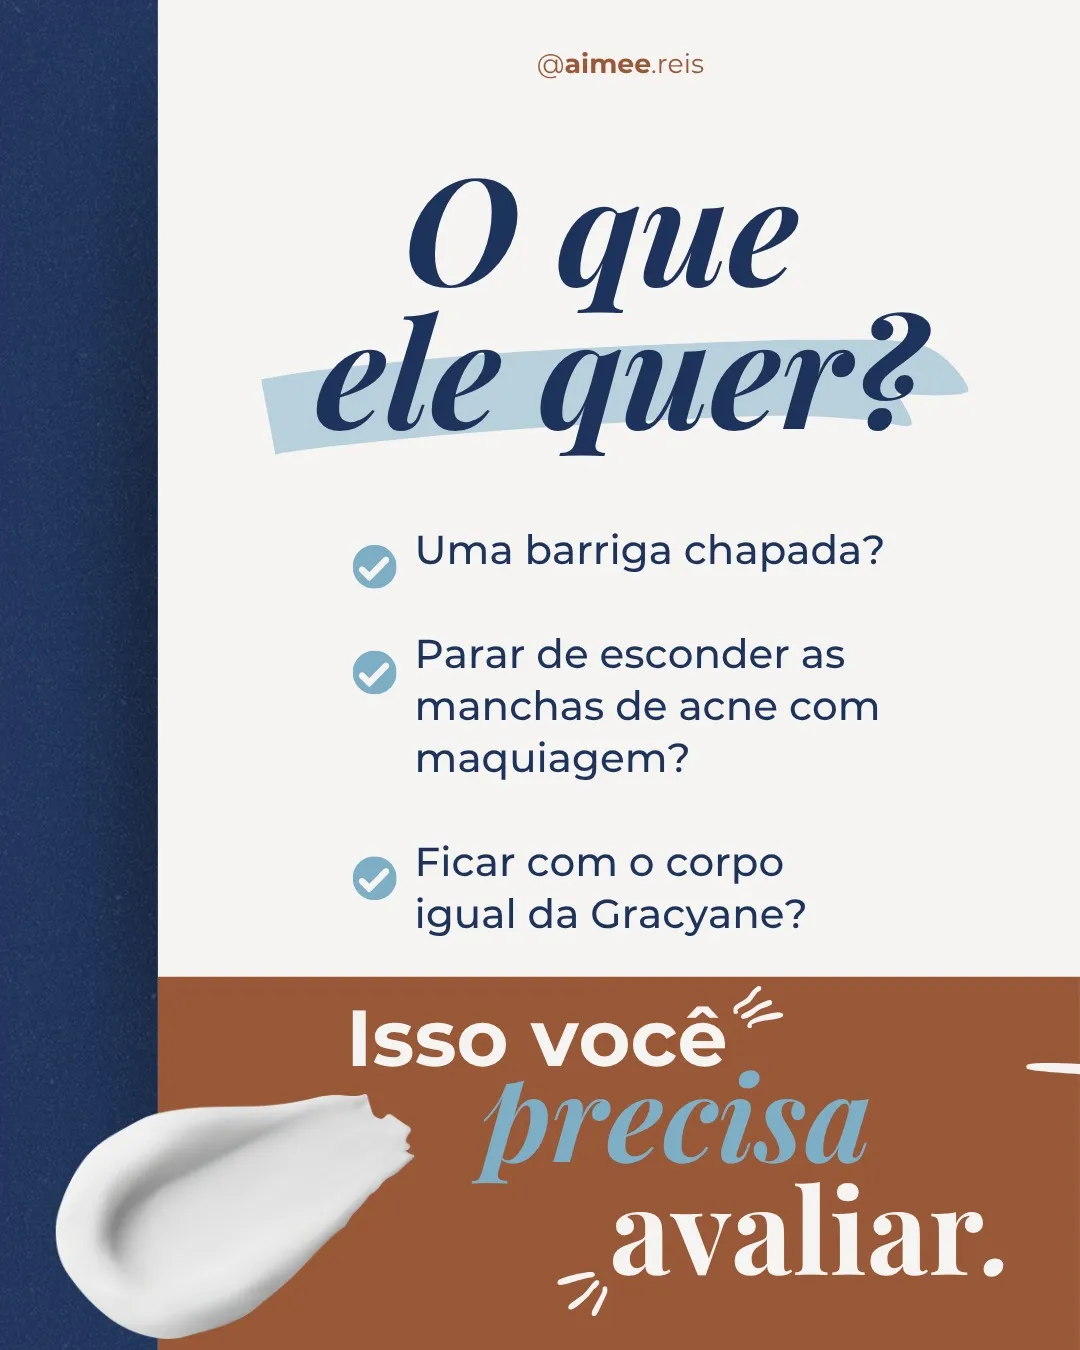 @aimee.reis
O que
ele quer?
Uma barriga chapada?
Parar de esconder as
manchas de acne com
maquiagem?
Ficar com o corpo
igual da Gracyane?
Isso você
precisa
avaliar.